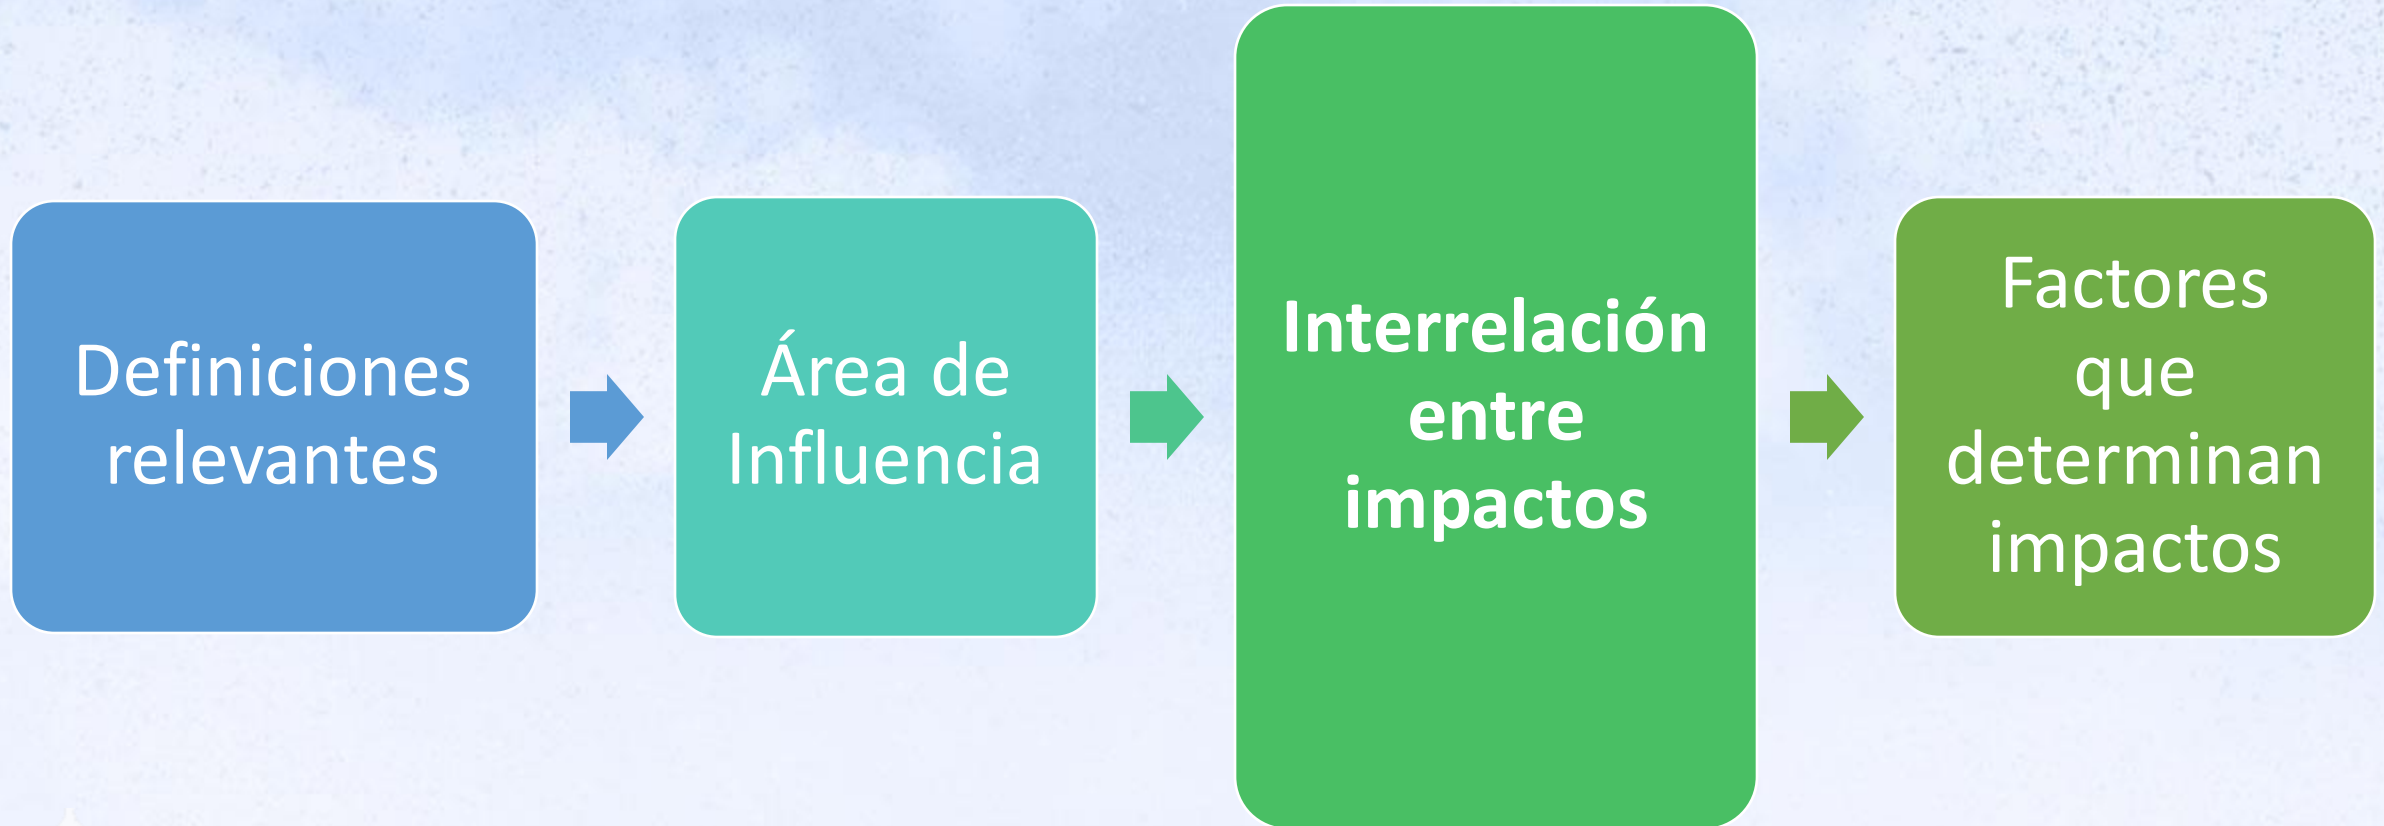 Definiciones
relevantes
Área de
Influencia
Interrelación
entre
impactos
Factores
que
determinan
impactos